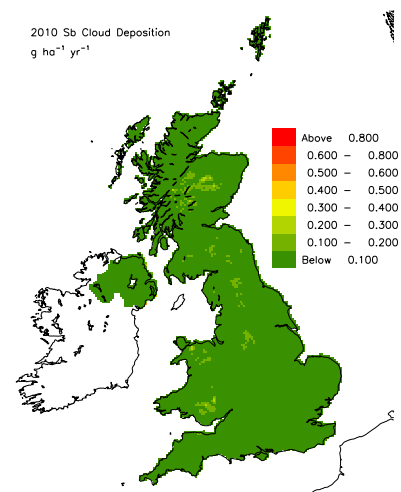 2010 Sb Cloud Deposition
g ha⁻¹ yr⁻¹
Above 0.800
0.600 – 0.800
0.500 – 0.600
0.400 – 0.500
0.300 – 0.400
0.200 – 0.300
0.100 – 0.200
Below 0.100